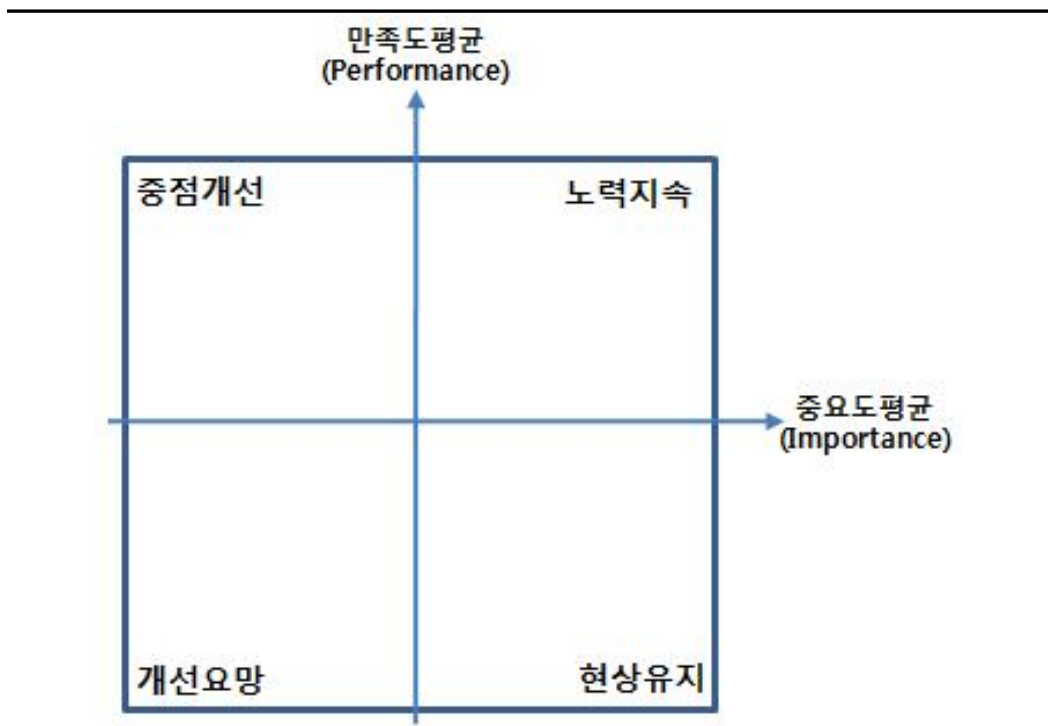 만족도평균
(Performance)
중점개선
노력지속
중요도평균
(Importance)
개선요망
현상유지